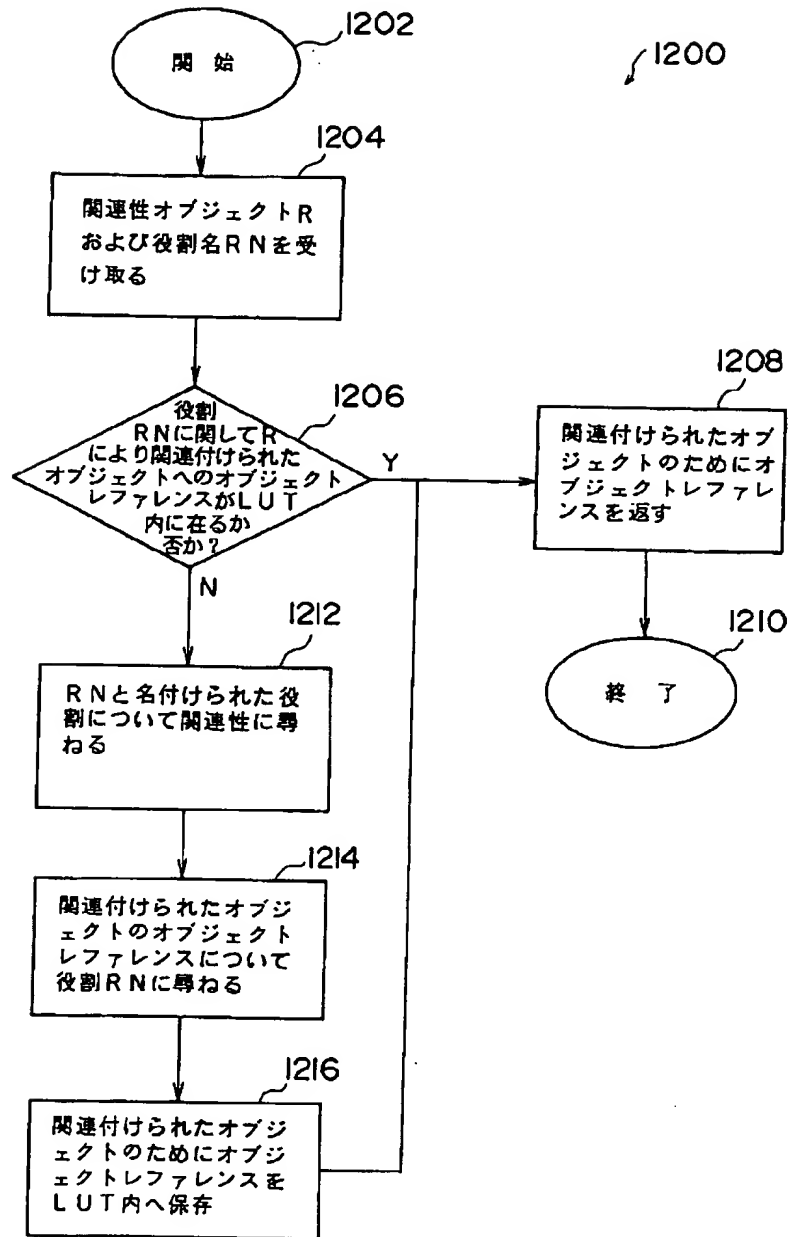 1202
開 始
1200
1204
関連性オブジェクトR
および役割名RNを受
け取る
1206
役割
RNに関してR
により関連付けられた
オブジェクトへのオブジェクト
レファレンスがLUT
内に在るか
否か?
Y
N
1208
関連付けられたオブ
ジェクトのためにオ
ブジェクトレファレ
ンスを返す
1210
終 了
1212
RNと名付けられた役
割について関連性に尋
ねる
1214
関連付けられたオブジ
ェクトのオブジェクト
レファレンスについて
役割RNに尋ねる
1216
関連付けられたオブジ
ェクトのためにオブジ
ェクトレファレンスを
LUT内へ保存